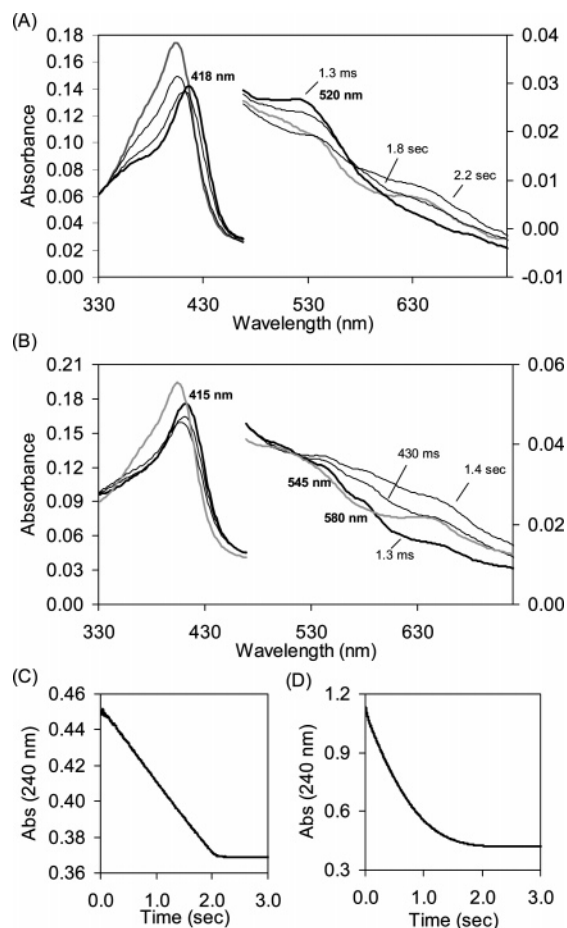 (A)
0.18
0.16
0.14
0.12
0.10
0.08
0.06
0.04
0.02
0.00
Absorbance
418 nm
1.3 ms
520 nm
1.8 sec
2.2 sec
0.04
0.03
0.02
0.01
0.00
-0.01
330 430 530 630
Wavelength (nm)
(B)
0.21
0.18
0.15
0.12
0.09
0.06
0.03
0.00
Absorbance
415 nm
545 nm
580 nm
430 ms
1.4 sec
1.3 ms
0.06
0.04
0.02
0.00
330 430 530 630
Wavelength (nm)
(C)
0.46
0.44
0.42
0.40
0.38
0.36
Abs (240 nm)
0.0 1.0 2.0 3.0
Time (sec)
(D)
1.2
0.9
0.6
0.3
Abs (240 nm)
0.0 1.0 2.0 3.0
Time (sec)